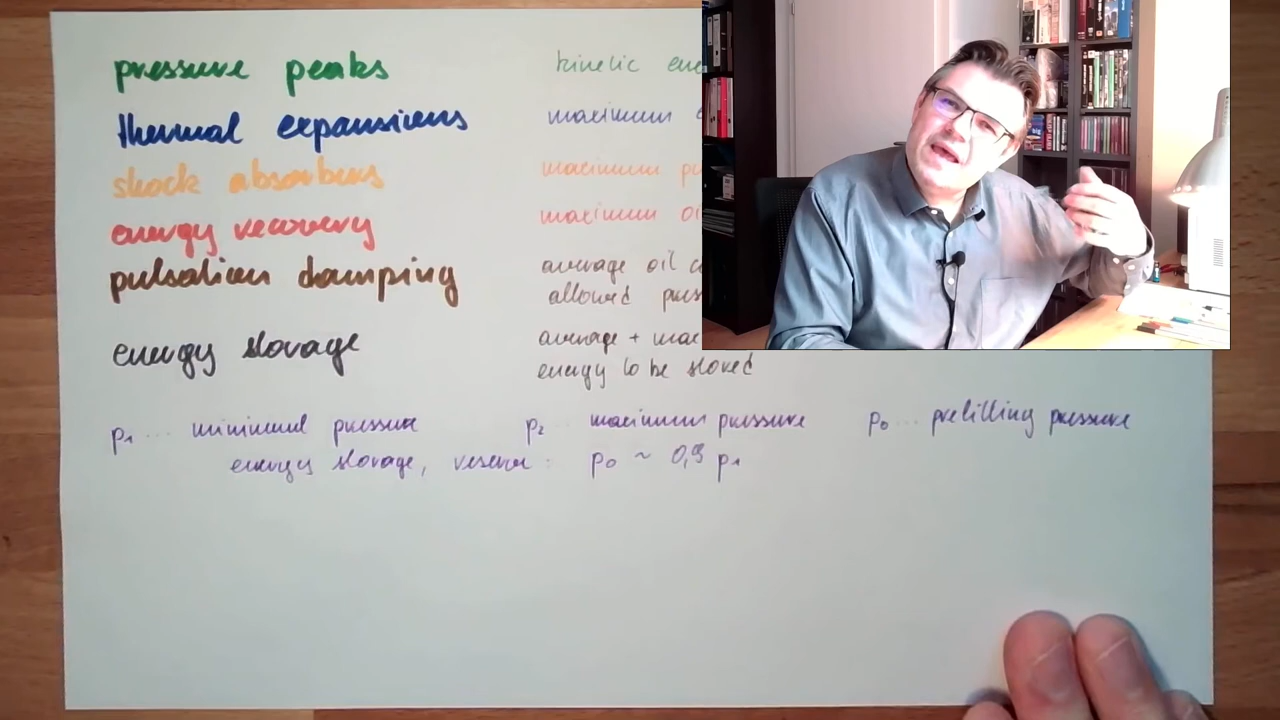 pressure peaks kinetic
thermal expansions maximum
shock absorbers maximum
energy recovery maximum
pulsation damping average oil
allowed
energy storage average +
energy to be stored
p₁ ... minimum pressure p₂ ... maximum pressure p₀ ... prefilling pressure
energy storage, reserve: p₀ ~ 0,9 p₁